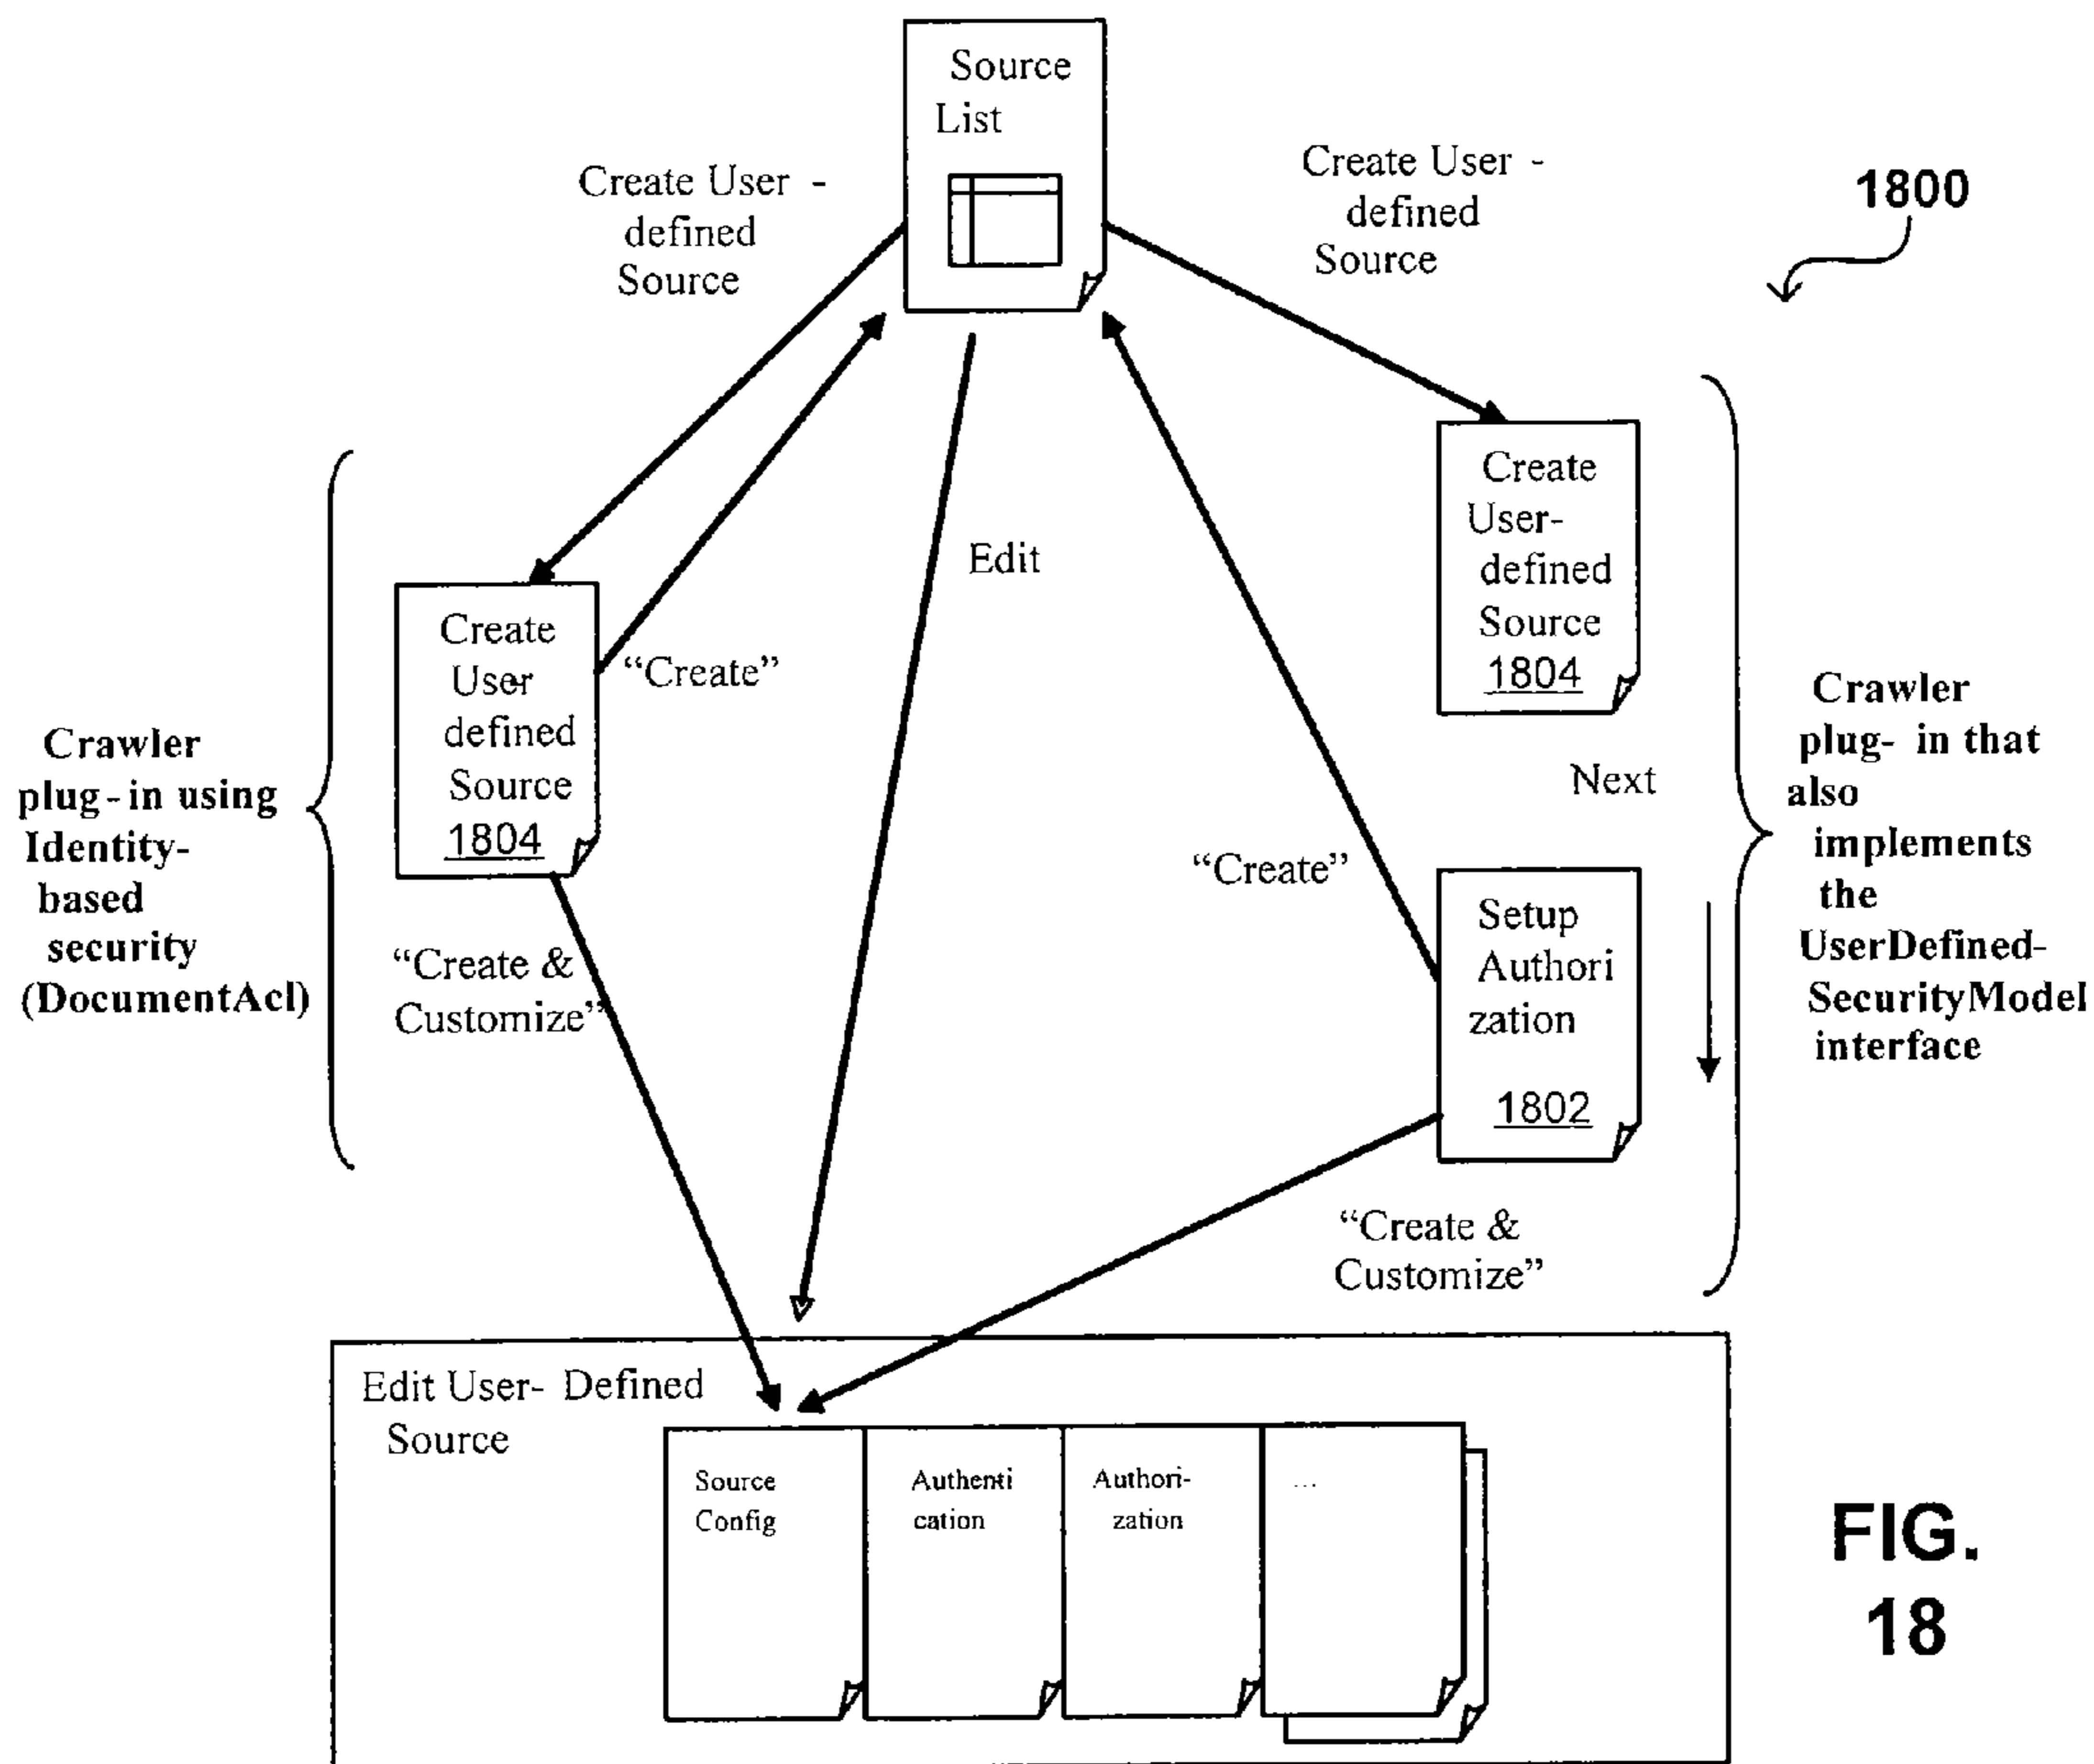 Source
List
Create User -
defined
Source
Create User -
defined
Source
1800
Create
User-
defined
Source
1804
Edit
Create
User
defined
Source
1804
“Create”
Crawler
plug-in using
Identity-
based
security
(DocumentAcl)
Crawler
plug- in that
also
implements
the
UserDefined-
SecurityModel
interface
Next
“Create”
Setup
Authori
zation
1802
“Create &
Customize”
“Create &
Customize”
Edit User- Defined
Source
Source
Config
Authenti
cation
Authori-
zation
...
FIG.
18